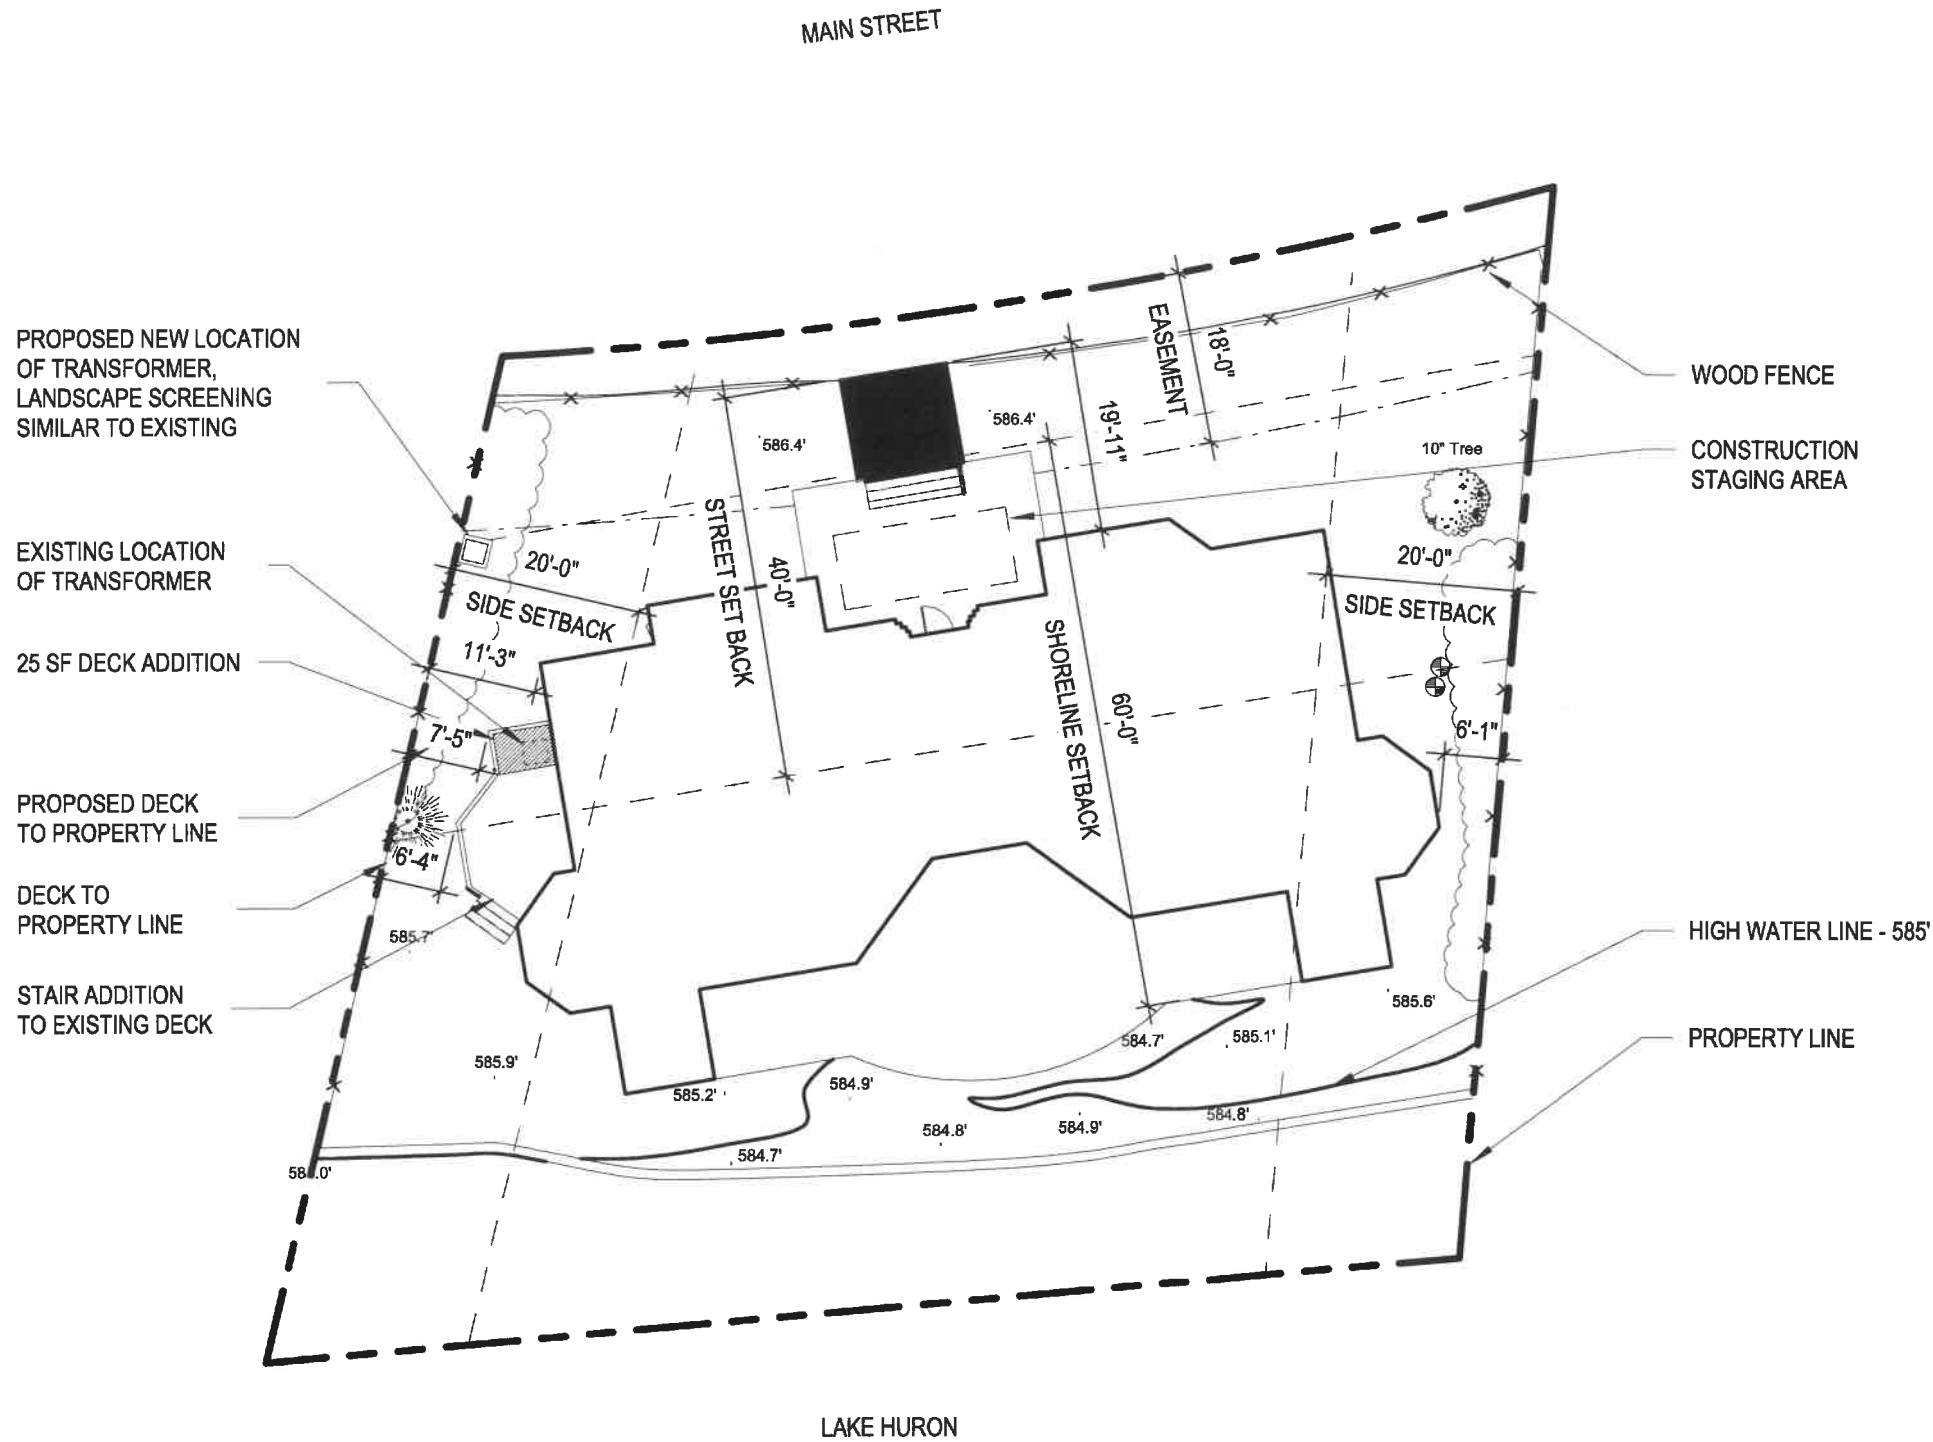 MAIN STREET
PROPOSED NEW LOCATION
OF TRANSFORMER,
LANDSCAPE SCREENING
SIMILAR TO EXISTING
EXISTING LOCATION
OF TRANSFORMER
25 SF DECK ADDITION
PROPOSED DECK
TO PROPERTY LINE
DECK TO
PROPERTY LINE
STAIR ADDITION
TO EXISTING DECK
EASEMENT
18'-0"
19'-11"
586.4'
586.4'
10" Tree
STREET SET BACK
40'-0"
20'-0"
SIDE SETBACK
11'-3"
7'-5"
6'-4"
SHORELINE SETBACK
60'-0"
20'-0"
SIDE SETBACK
6'-1"
585.7'
585.9'
585.2'
584.9'
584.7'
585.1'
585.6'
584.8'
584.9'
584.8'
584.7'
WOOD FENCE
CONSTRUCTION
STAGING AREA
HIGH WATER LINE - 585'
PROPERTY LINE
LAKE HURON